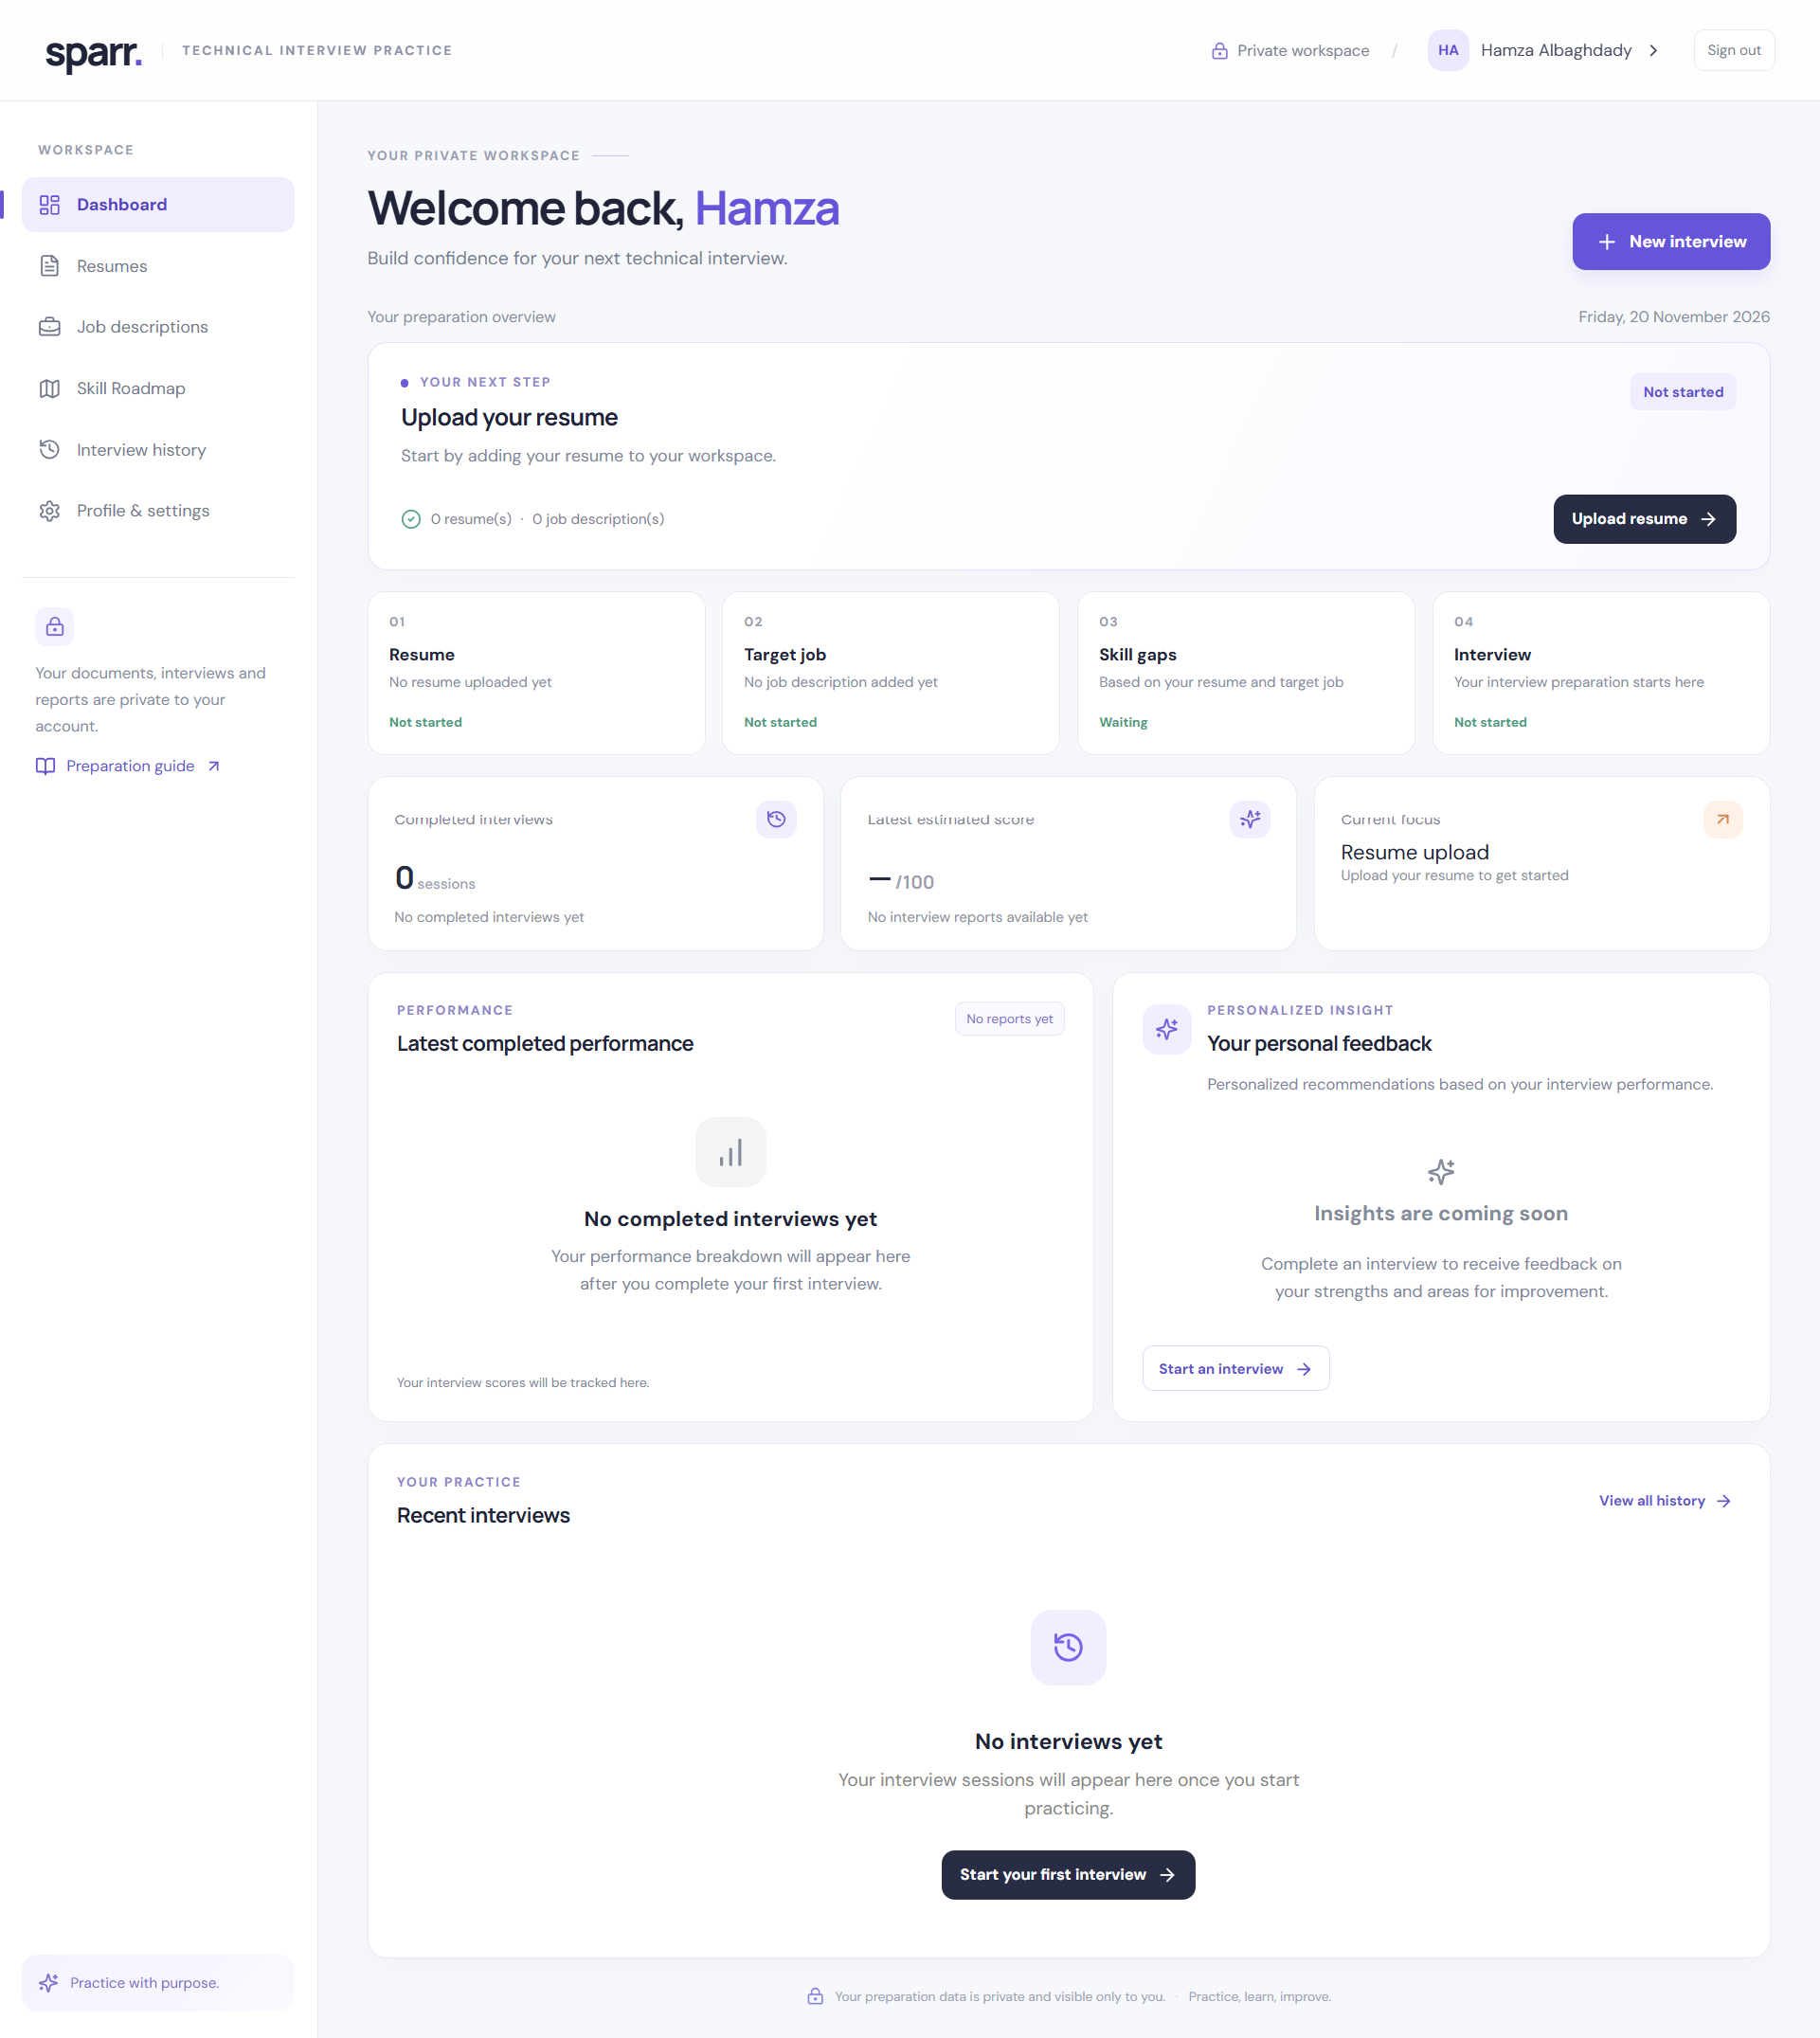 sparr.
TECHNICAL INTERVIEW PRACTICE
Private workspace
/
HA
Hamza Albaghdady
Sign out
WORKSPACE
Dashboard
Resumes
Job descriptions
Skill Roadmap
Interview history
Profile & settings
Your documents, interviews and
reports are private to your
account.
Preparation guide
Practice with purpose.
YOUR PRIVATE WORKSPACE
Welcome back, Hamza
Build confidence for your next technical interview.
New interview
Your preparation overview
Friday, 20 November 2026
YOUR NEXT STEP
Not started
Upload your resume
Start by adding your resume to your workspace.
0 resume(s) · 0 job description(s)
Upload resume
01
Resume
No resume uploaded yet
Not started
02
Target job
No job description added yet
Not started
03
Skill gaps
Based on your resume and target job
Waiting
04
Interview
Your interview preparation starts here
Not started
Completed interviews
0 sessions
No completed interviews yet
Latest estimated score
— /100
No interview reports available yet
Current focus
Resume upload
Upload your resume to get started
PERFORMANCE
Latest completed performance
No reports yet
No completed interviews yet
Your performance breakdown will appear here
after you complete your first interview.
Your interview scores will be tracked here.
PERSONALIZED INSIGHT
Your personal feedback
Personalized recommendations based on your interview performance.
Insights are coming soon
Complete an interview to receive feedback on
your strengths and areas for improvement.
Start an interview
YOUR PRACTICE
Recent interviews
View all history
No interviews yet
Your interview sessions will appear here once you start
practicing.
Start your first interview
Your preparation data is private and visible only to you. · Practice, learn, improve.